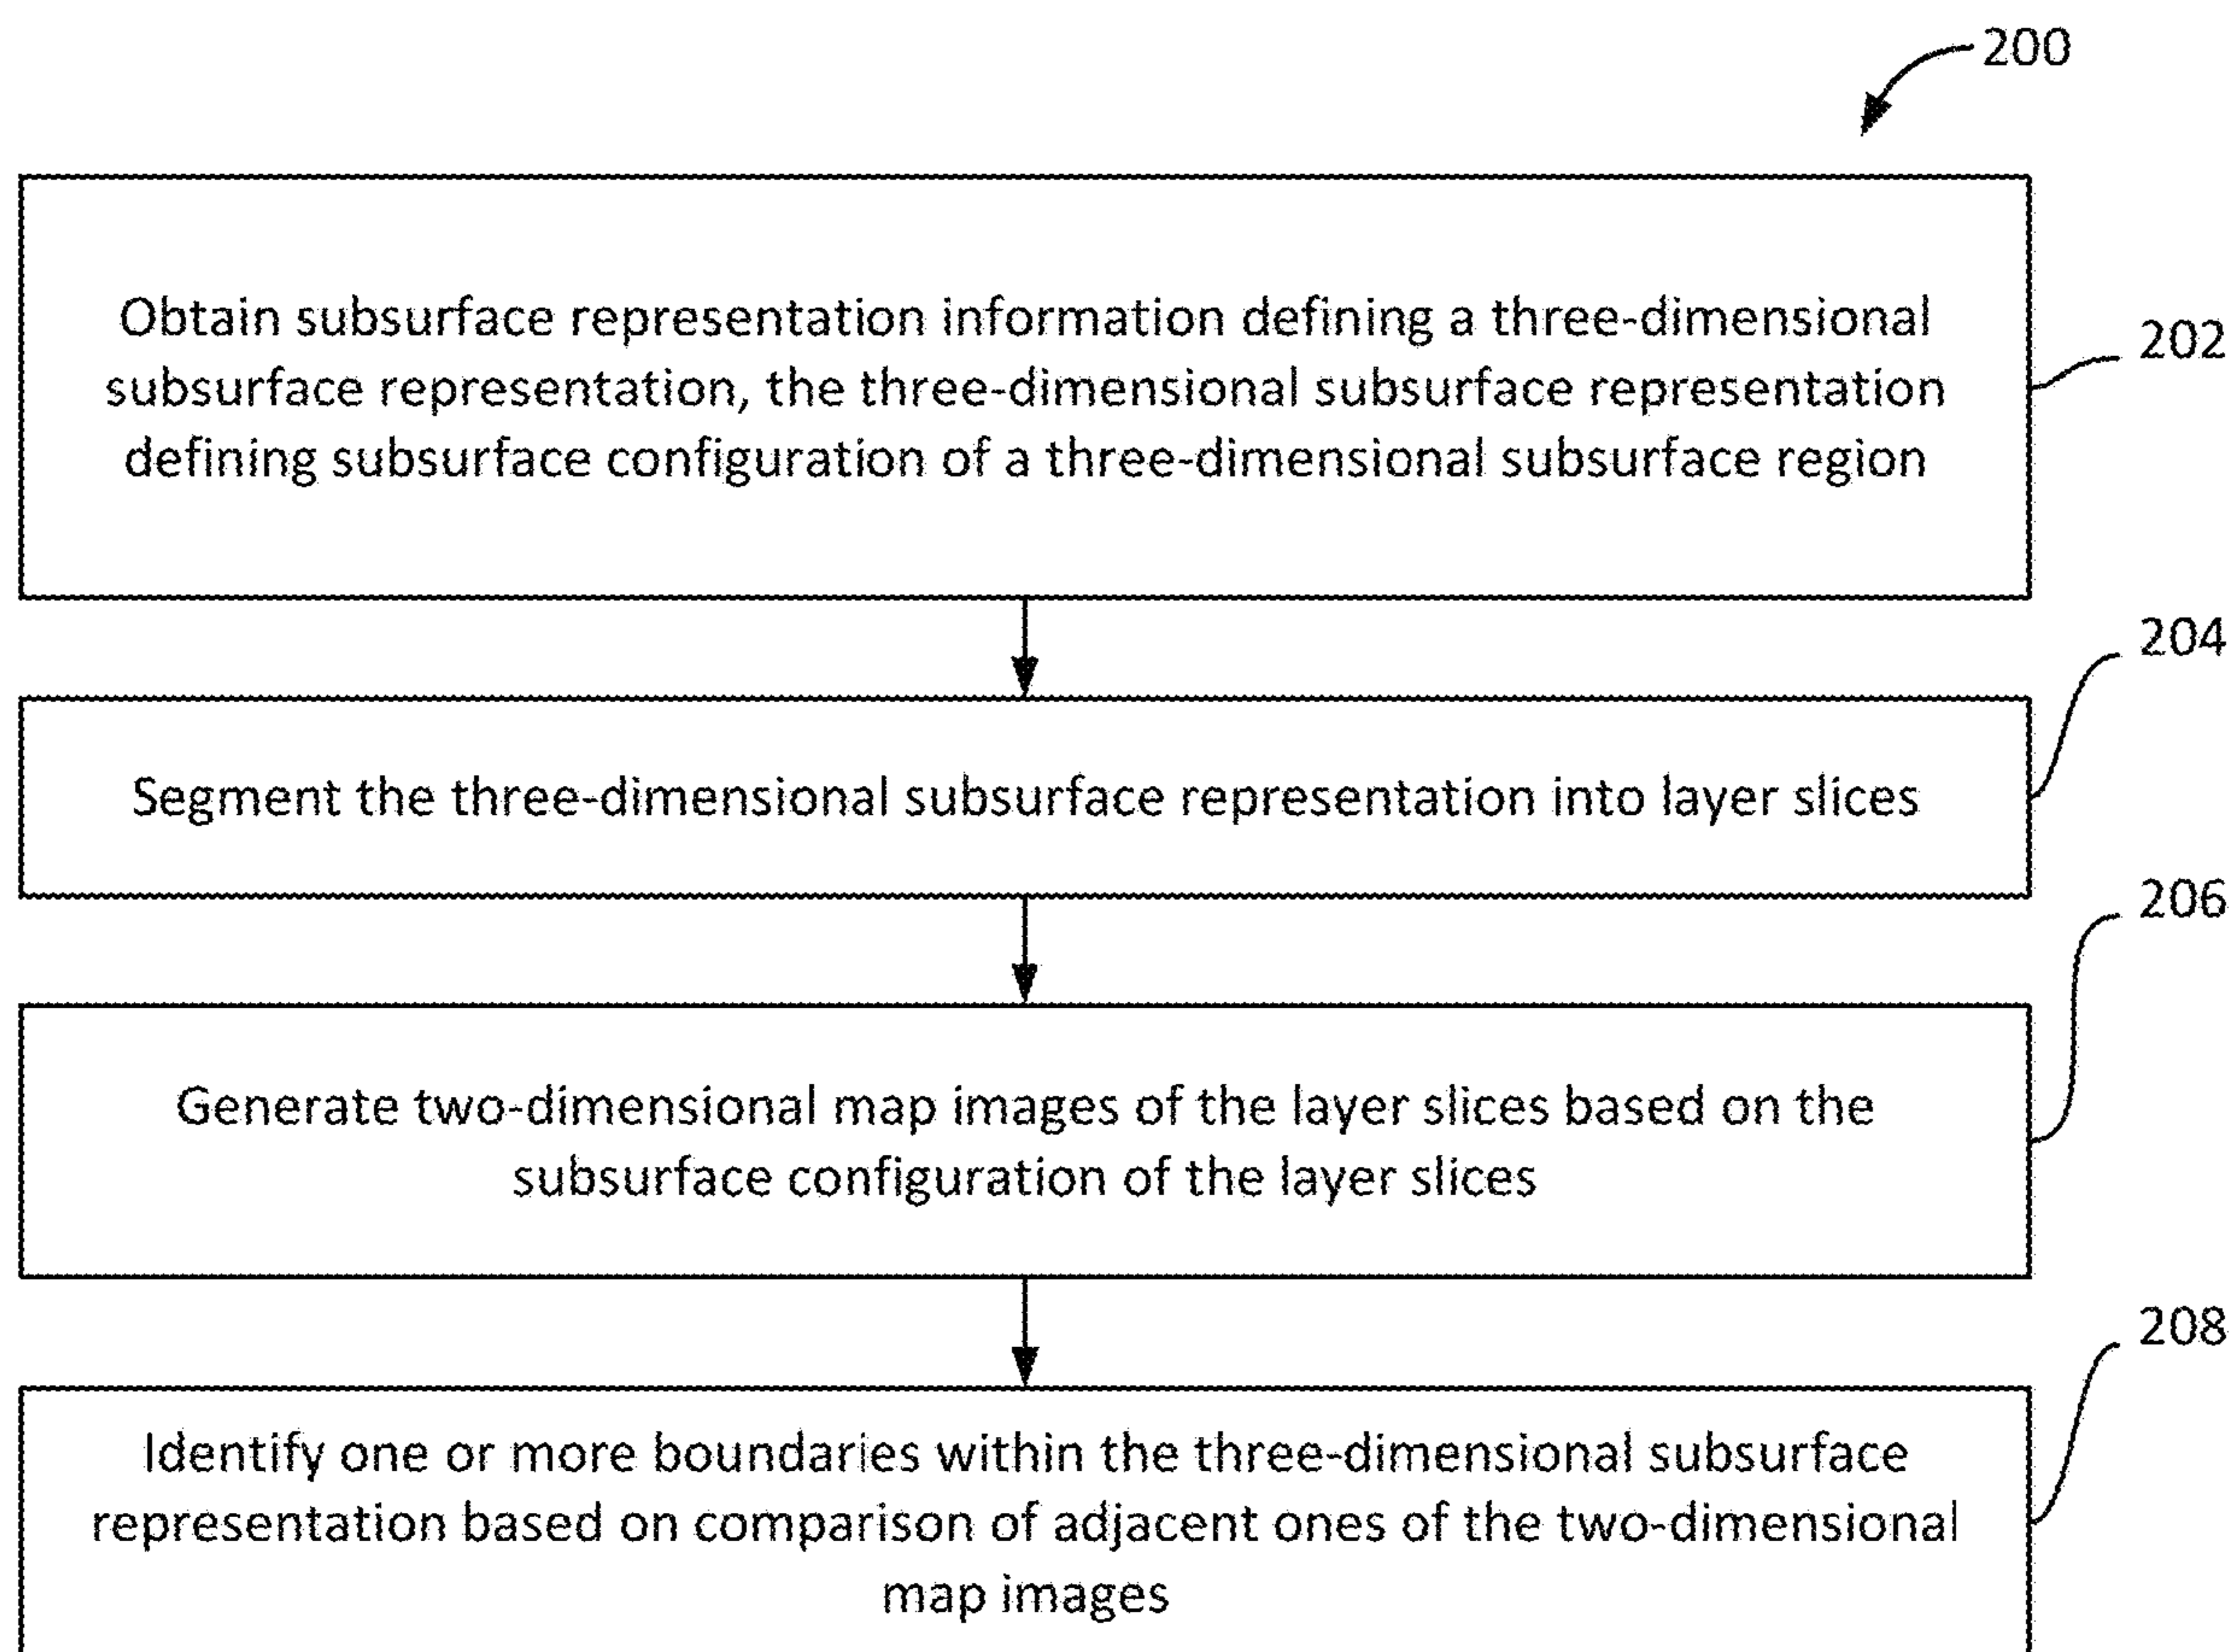 200
Obtain subsurface representation information defining a three-dimensional
subsurface representation, the three-dimensional subsurface representation
defining subsurface configuration of a three-dimensional subsurface region
202
204
Segment the three-dimensional subsurface representation into layer slices
206
Generate two-dimensional map images of the layer slices based on the
subsurface configuration of the layer slices
208
Identify one or more boundaries within the three-dimensional subsurface
representation based on comparison of adjacent ones of the two-dimensional
map images